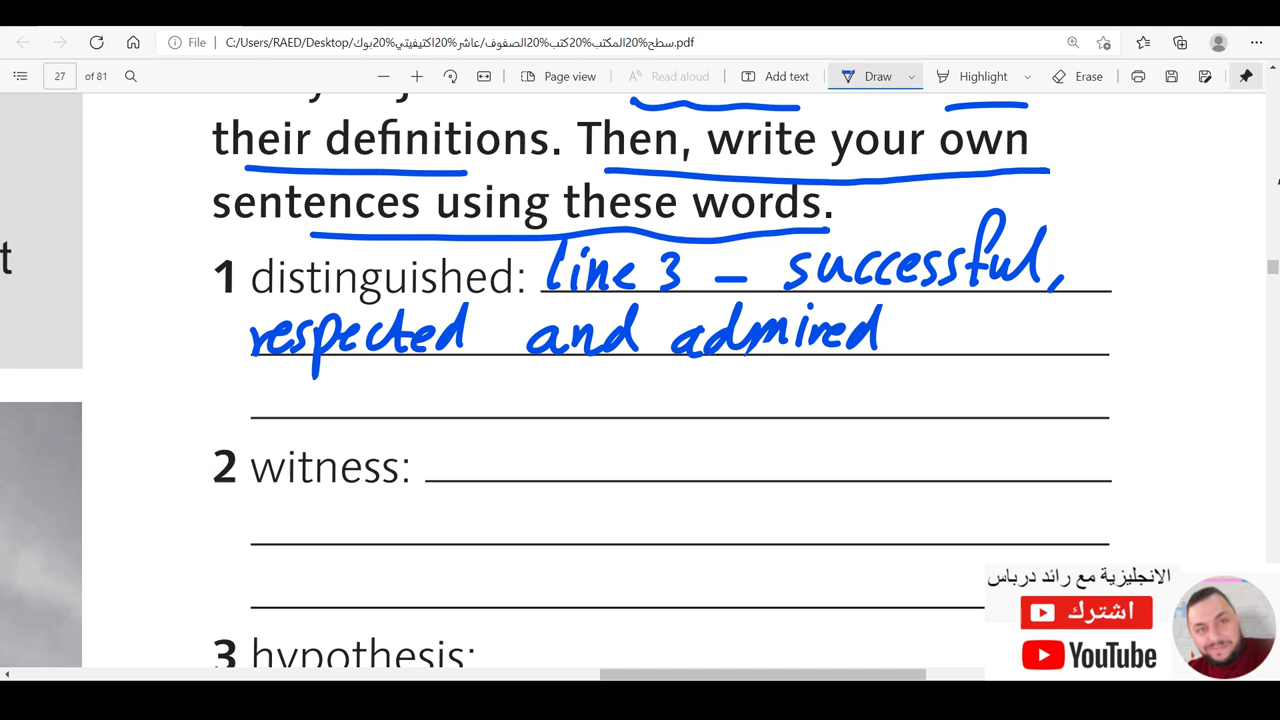 File C:/Users/RAED/Desktop/سطح%20المكتب%20كتب%20الصفوف/عاشر%20اكتيفيتي%20بوك.pdf
27 of 81 Page view Read aloud Add text Draw Highlight Erase
their definitions. Then, write your own
sentences using these words.
1 distinguished: line 3 – successful,
respected and admired
t
2 witness:
الانجليزية مع رائد درباس
اشترك
YouTube
3 hypothesis: